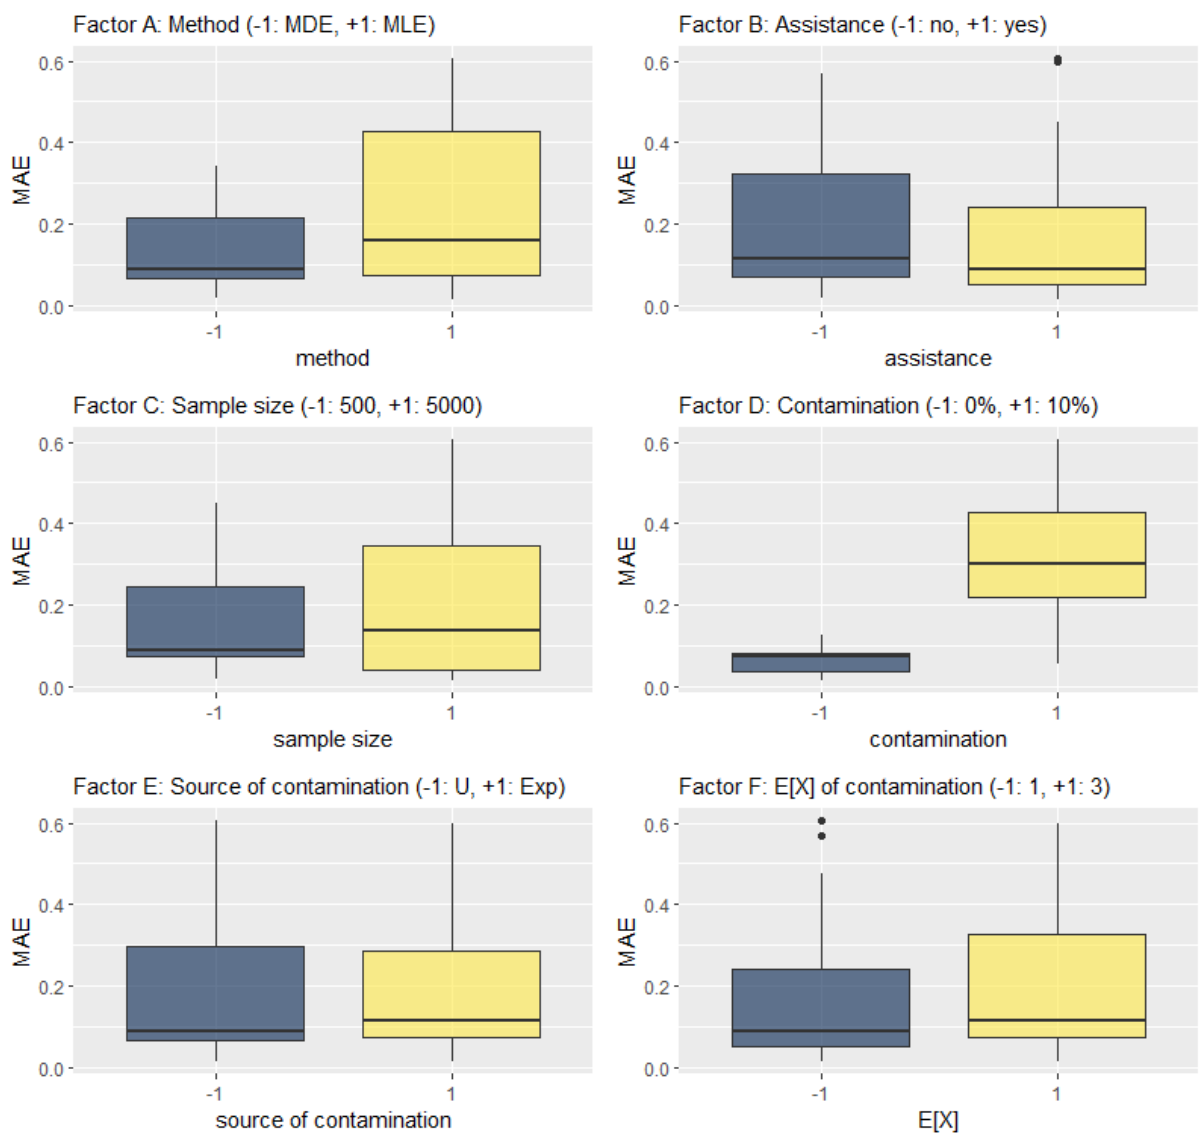 Factor A: Method (-1: MDE, +1: MLE)
0.6
0.4
0.2
0.0
MAE
-1
1
method
Factor B: Assistance (-1: no, +1: yes)
0.6
0.4
0.2
0.0
MAE
-1
1
assistance
Factor C: Sample size (-1: 500, +1: 5000)
0.6
0.4
0.2
0.0
MAE
-1
1
sample size
Factor D: Contamination (-1: 0%, +1: 10%)
0.6
0.4
0.2
0.0
MAE
-1
1
contamination
Factor E: Source of contamination (-1: U, +1: Exp)
0.6
0.4
0.2
0.0
MAE
-1
1
source of contamination
Factor F: E[X] of contamination (-1: 1, +1: 3)
0.6
0.4
0.2
0.0
MAE
-1
1
E[X]